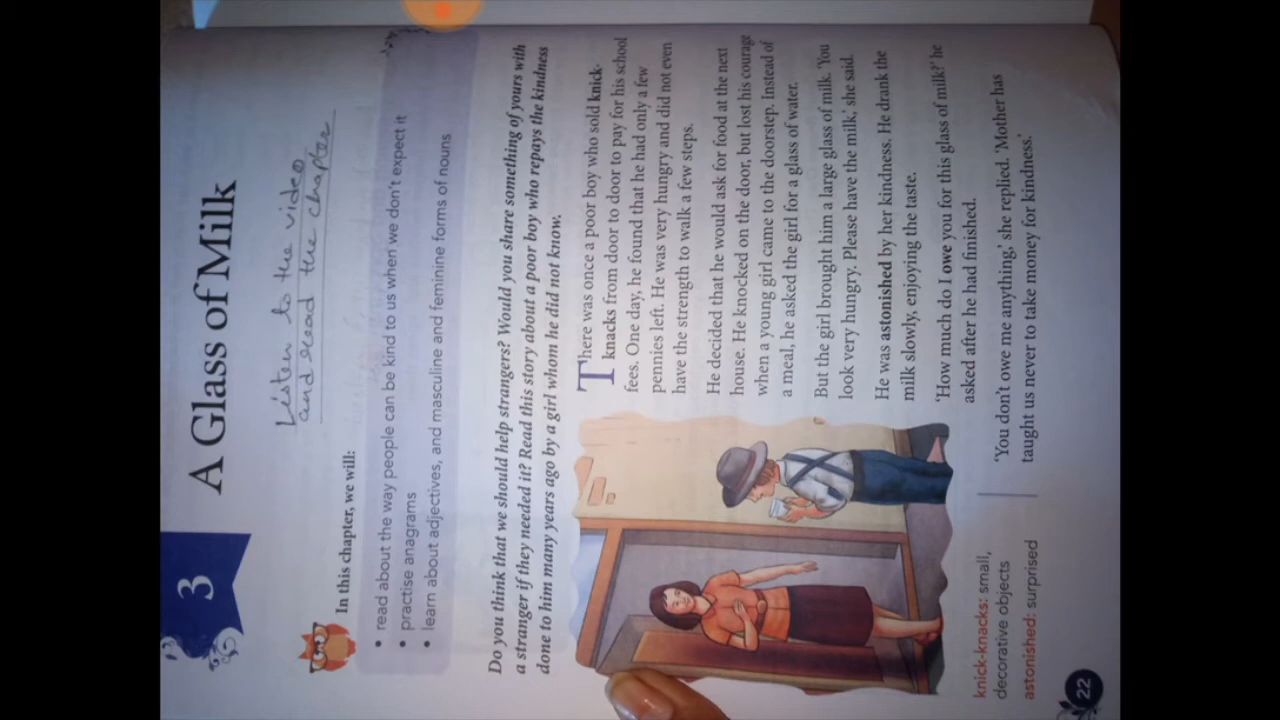 3
A Glass of Milk
Listen to the video
and read the chapter
In this chapter, we will:
• read about the way people can be kind to us when we don't expect it
• practise anagrams
• learn about adjectives, and masculine and feminine forms of nouns
Do you think that we should help strangers? Would you share something of yours with
a stranger if they needed it? Read this story about a poor boy who repays the kindness
done to him many years ago by a girl whom he did not know.
There was once a poor boy who sold knick-
knacks from door to door to pay for his school
fees. One day, he found that he had only a few
pennies left. He was very hungry and did not even
have the strength to walk a few steps.
He decided that he would ask for food at the next
house. He knocked on the door, but lost his courage
when a young girl came to the doorstep. Instead of
a meal, he asked the girl for a glass of water.
But the girl brought him a large glass of milk. 'You
look very hungry. Please have the milk,' she said.
He was astonished by her kindness. He drank the
milk slowly, enjoying the taste.
'How much do I owe you for this glass of milk?' he
asked after he had finished.
'You don't owe me anything,' she replied. 'Mother has
taught us never to take money for kindness.'
knick-knacks: small,
decorative objects
astonished: surprised
22